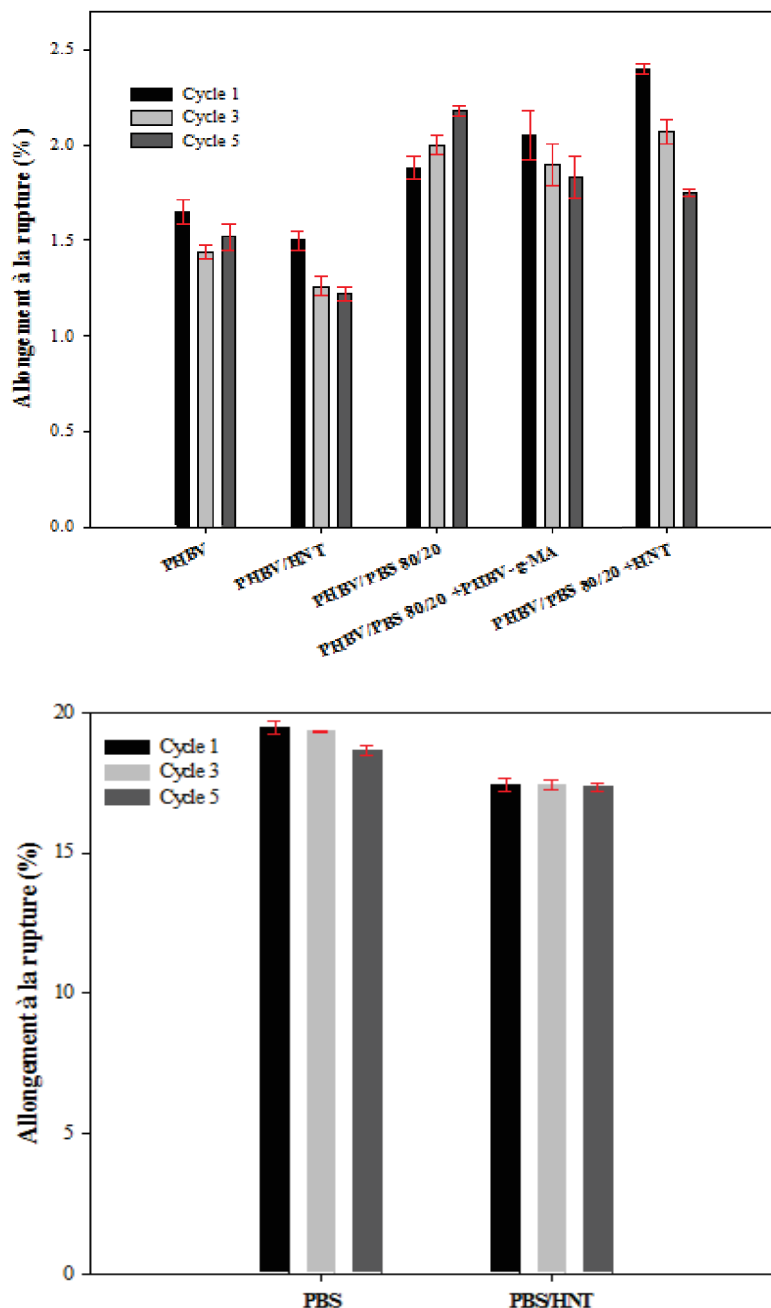 Allongement à la rupture (%)
2.5
2.0
1.5
1.0
0.5
0.0
Cycle 1
Cycle 3
Cycle 5
PHBV
PHBV/HNT
PHBV/PBS 80/20
PHBV/PBS 80/20 +PHBV-g-MA
PHBV/PBS 80/20 +HNT
Allongement à la rupture (%)
20
15
10
5
0
Cycle 1
Cycle 3
Cycle 5
PBS
PBS/HNT